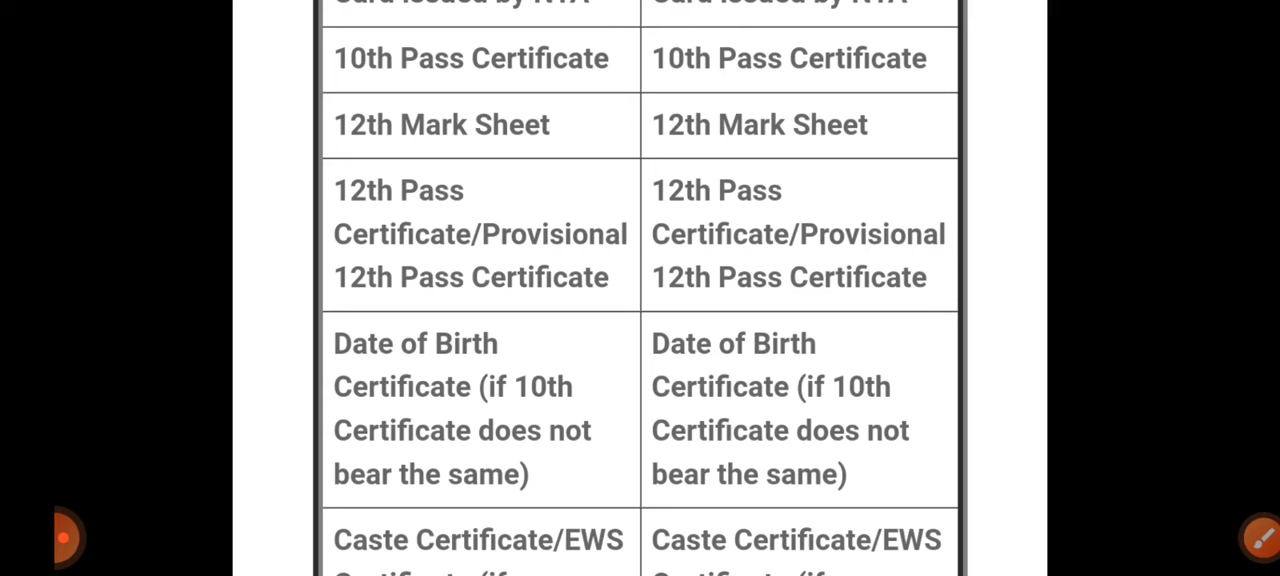 10th Pass Certificate
10th Pass Certificate
12th Mark Sheet
12th Mark Sheet
12th Pass
Certificate/Provisional
12th Pass Certificate
12th Pass
Certificate/Provisional
12th Pass Certificate
Date of Birth
Certificate (if 10th
Certificate does not
bear the same)
Date of Birth
Certificate (if 10th
Certificate does not
bear the same)
Caste Certificate/EWS
Caste Certificate/EWS